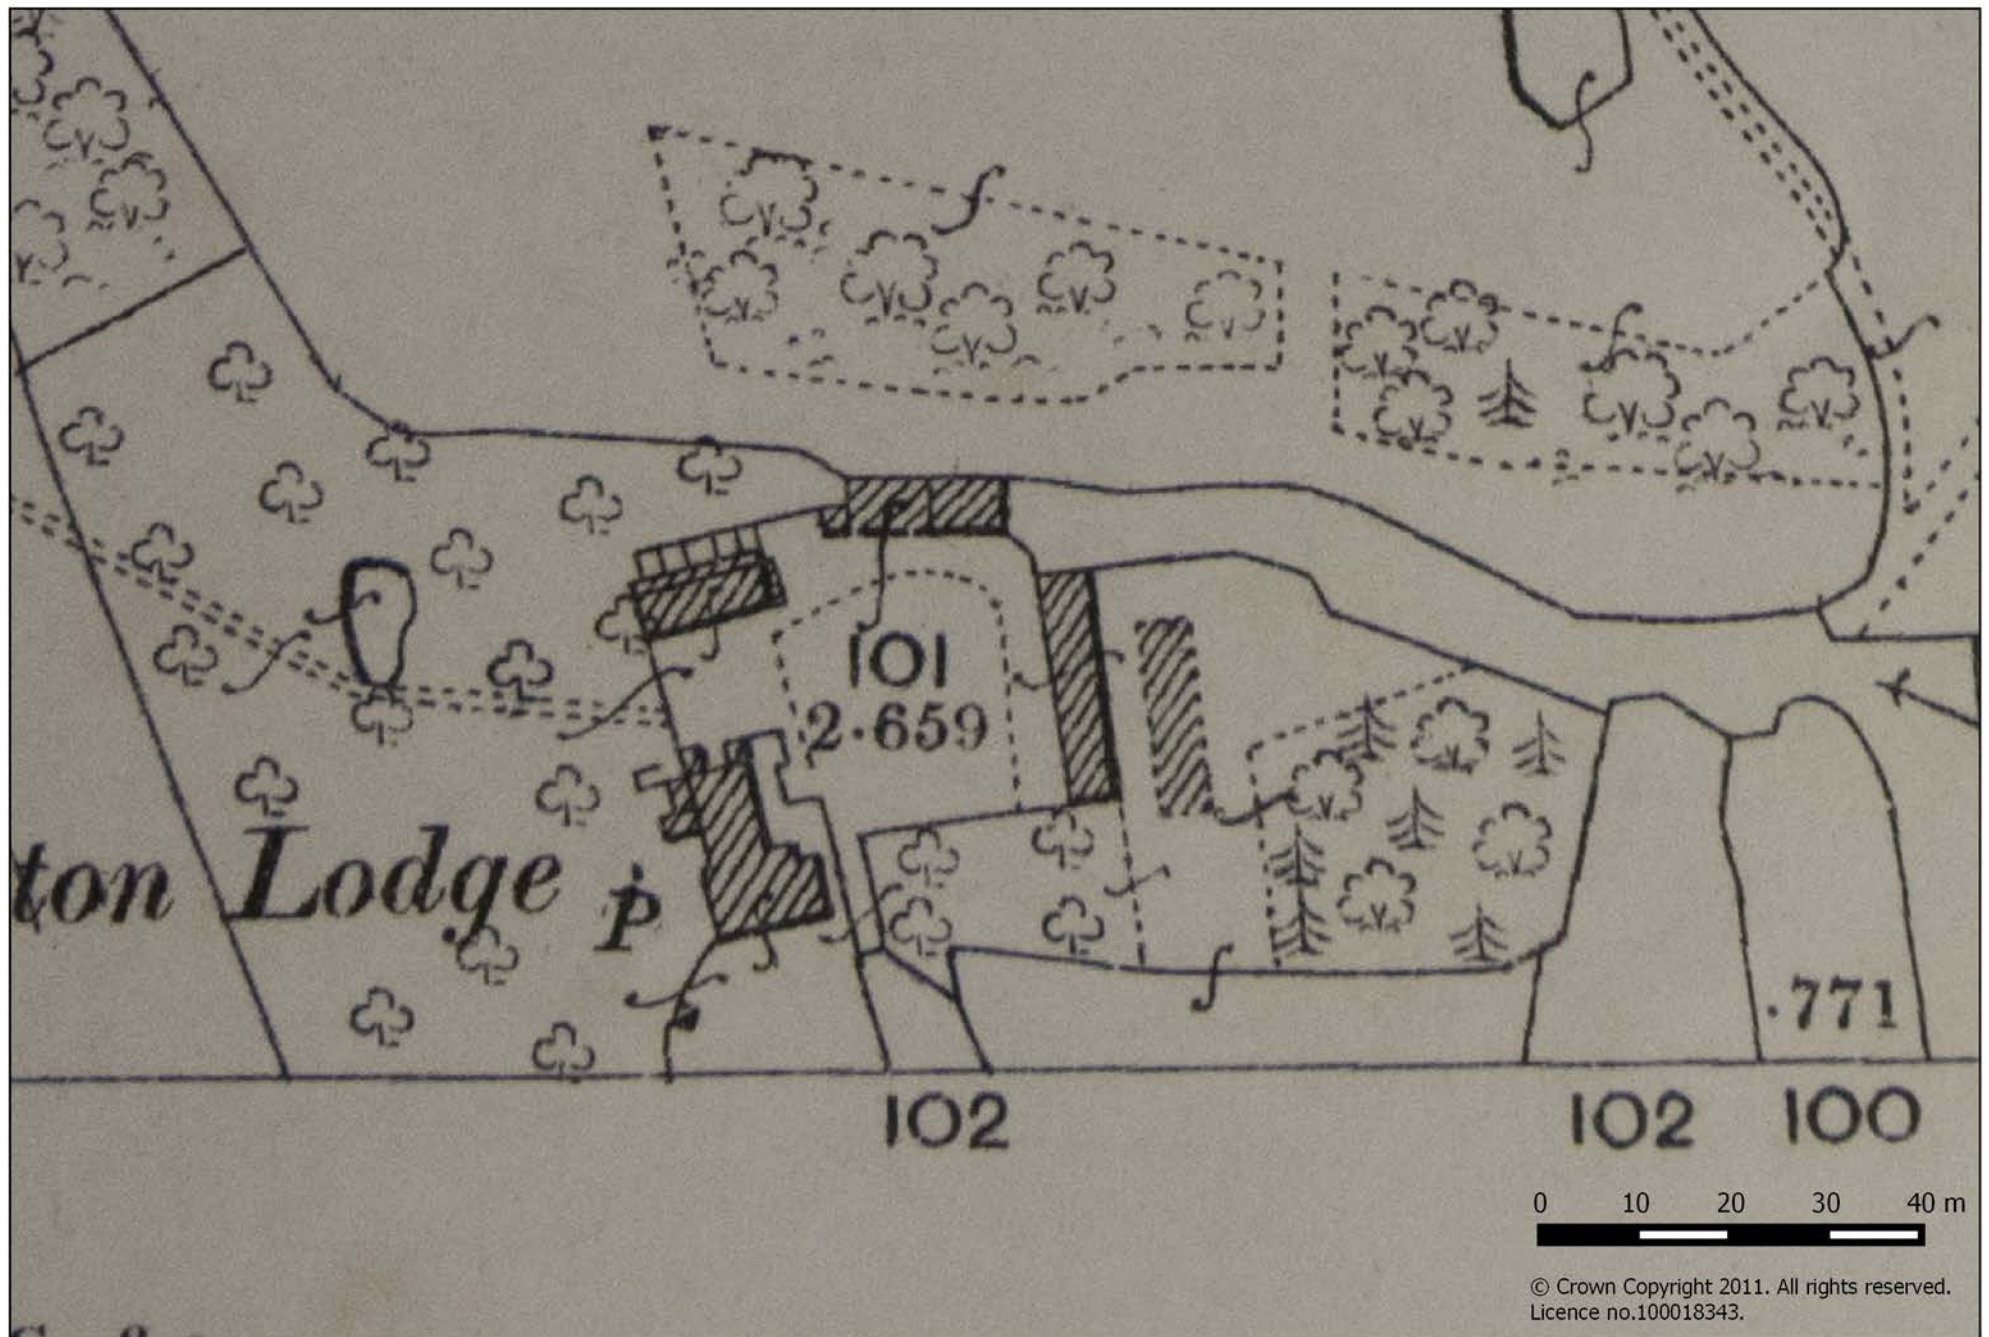 101
2·659
ton Lodge
P
·771
102
102 100
0 10 20 30 40 m
© Crown Copyright 2011. All rights reserved.
Licence no.100018343.